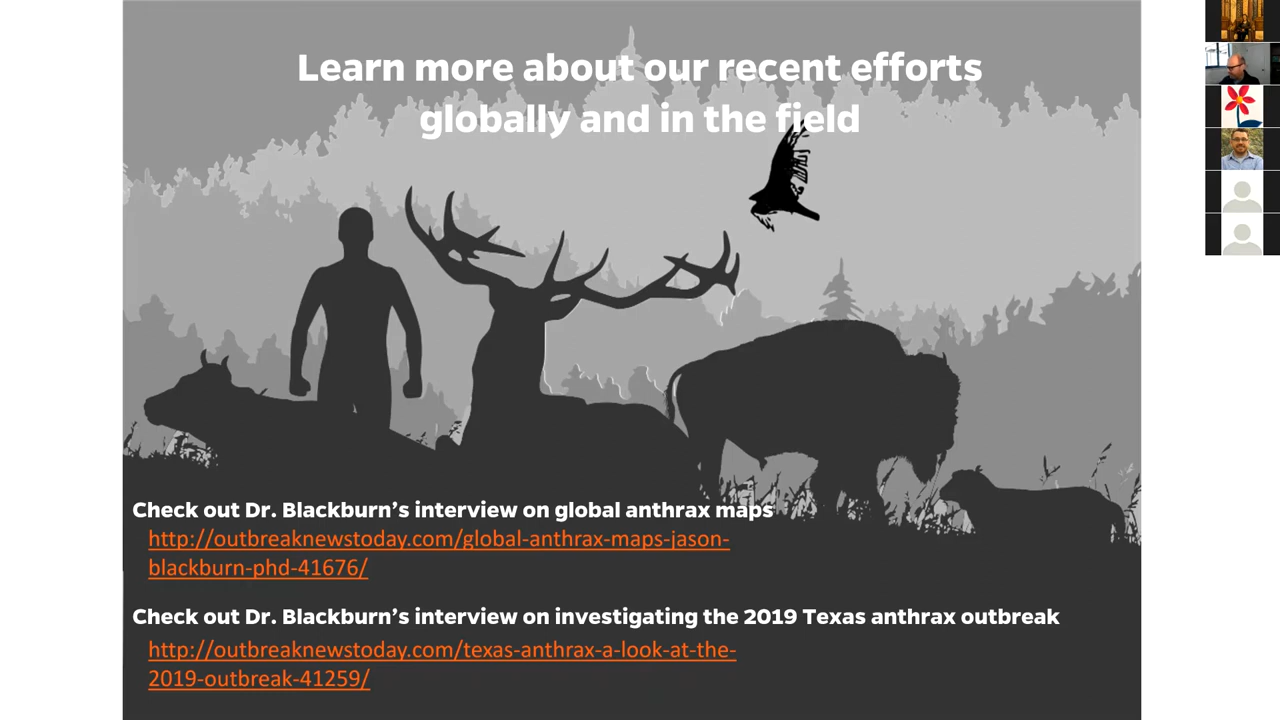 Learn more about our recent efforts
globally and in the field
Check out Dr. Blackburn’s interview on global anthrax maps
http://outbreaknewstoday.com/global-anthrax-maps-jason-
blackburn-phd-41676/
Check out Dr. Blackburn’s interview on investigating the 2019 Texas anthrax outbreak
http://outbreaknewstoday.com/texas-anthrax-a-look-at-the-
2019-outbreak-41259/